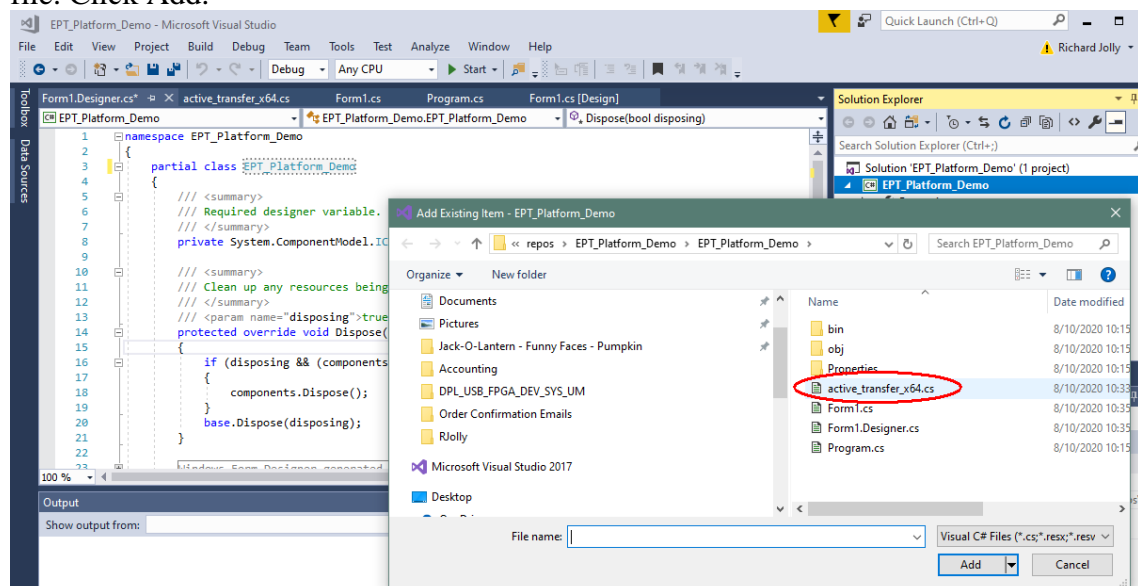 file. Click Add.
EPT_Platform_Demo - Microsoft Visual Studio
Quick Launch (Ctrl+Q)
File Edit View Project Build Debug Team Tools Test Analyze Window Help
Richard Jolly
Debug Any CPU Start
Toolbox
Data Sources
Form1.Designer.cs* active_transfer_x64.cs Form1.cs Program.cs Form1.cs [Design]
EPT_Platform_Demo EPT_Platform_Demo.EPT_Platform_Demo Dispose(bool disposing)
1 namespace EPT_Platform_Demo
2 {
3 partial class EPT_Platform_Demo
4 {
5 /// <summary>
6 /// Required designer variable.
7 /// </summary>
8 private System.ComponentModel.IC
9
10 /// <summary>
11 /// Clean up any resources being
12 /// </summary>
13 /// <param name="disposing">true
14 protected override void Dispose(
15 {
16 if (disposing && (components
17 {
18 components.Dispose();
19 }
20 base.Dispose(disposing);
21 }
22
23 Windows Form Designer generated
100 %
Output
Show output from:
Solution Explorer
Search Solution Explorer (Ctrl+;)
Solution 'EPT_Platform_Demo' (1 project)
EPT_Platform_Demo
Add Existing Item - EPT_Platform_Demo
« repos > EPT_Platform_Demo > EPT_Platform_Demo >
Search EPT_Platform_Demo
Organize New folder
Documents
Pictures
Jack-O-Lantern - Funny Faces - Pumpkin
Accounting
DPL_USB_FPGA_DEV_SYS_UM
Order Confirmation Emails
RJolly
Microsoft Visual Studio 2017
Desktop
Name Date modified
bin 8/10/2020 10:15
obj 8/10/2020 10:15
Properties 8/10/2020 10:15
active_transfer_x64.cs 8/10/2020 10:33
Form1.cs 8/10/2020 10:35
Form1.Designer.cs 8/10/2020 10:35
Program.cs 8/10/2020 10:15
File name:
Visual C# Files (*.cs;*.resx;*.resv
Add Cancel